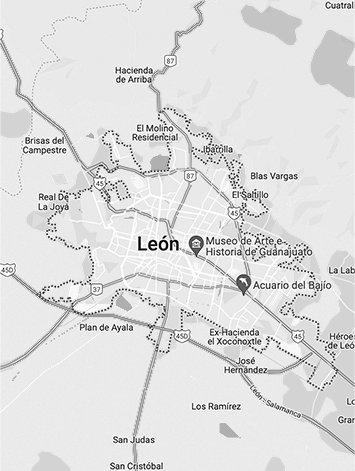 Cuatral
87
Hacienda
de Arriba
El Molino
Residencial
Ibarrilla
Brisas del
Campestre
87
Blas Vargas
45
El Saltillo
Real De
La Joya
45
León
Museo de Arte e
Historia de Guanajuato
45D
La Lab
Acuario del Bajío
37
Plan de Ayala
45D
Ex-Hacienda
el Xoconoxtle
45
Héroes
de Leó
José
Hernández
León - Salamanca
Los Ramírez
Lo
Gran
San Judas
San Cristóbal